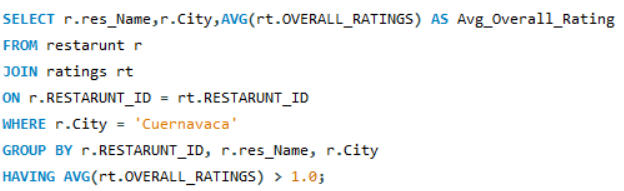 SELECT r.res_Name,r.City,AVG(rt.OVERALL_RATINGS) AS Avg_Overall_Rating
FROM restarunt r
JOIN ratings rt
ON r.RESTARUNT_ID = rt.RESTARUNT_ID
WHERE r.City = 'Cuernavaca'
GROUP BY r.RESTARUNT_ID, r.res_Name, r.City
HAVING AVG(rt.OVERALL_RATINGS) > 1.0;